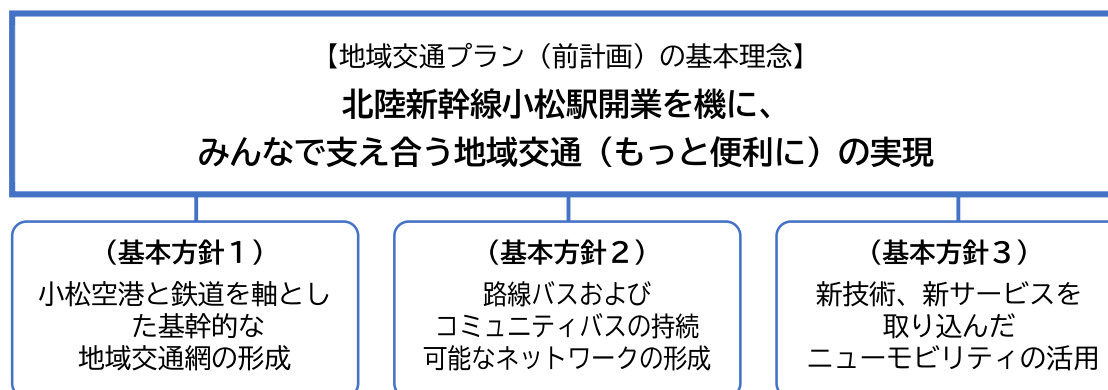 【地域交通プラン（前計画）の基本理念】
北陸新幹線小松駅開業を機に、
みんなで支え合う地域交通（もっと便利に）の実現
（基本方針１）
小松空港と鉄道を軸とし
た基幹的な
地域交通網の形成
（基本方針２）
路線バスおよび
コミュニティバスの持続
可能なネットワークの形成
（基本方針３）
新技術、新サービスを
取り込んだ
ニューモビリティの活用